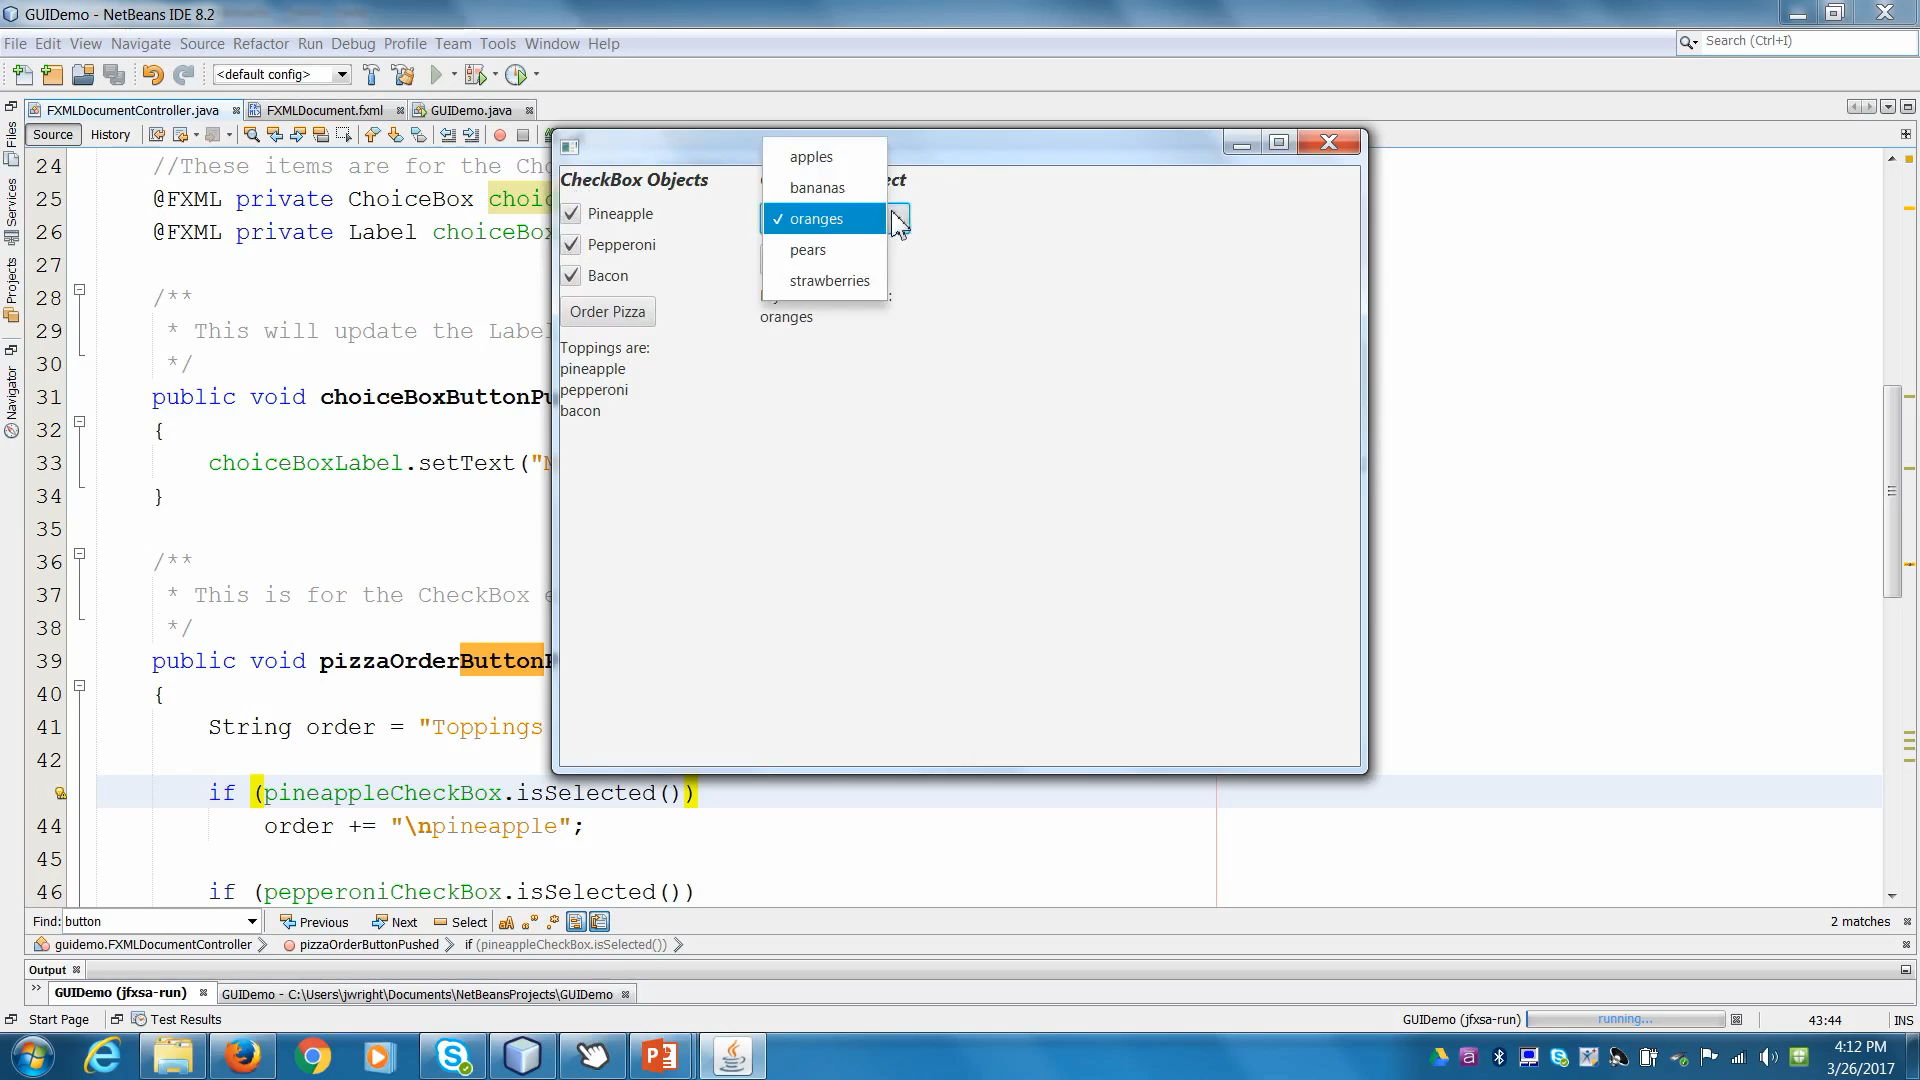 GUIDemo - NetBeans IDE 8.2
File Edit View Navigate Source Refactor Run Debug Profile Team Tools Window Help
Search (Ctrl+I)
<default config>
FXMLDocumentController.java
FXMLDocument.fxml
GUIDemo.java
Source History
Files
Services
Projects
Navigator
24 //These items are for the Cho
25 @FXML private ChoiceBox choic
26 @FXML private Label choiceBox
27
28 /**
29 * This will update the Label
30 */
31 public void choiceBoxButtonPu
32 {
33 choiceBoxLabel.setText("M
34 }
35
36 /**
37 * This is for the CheckBox e
38 */
39 public void pizzaOrderButtonP
40 {
41 String order = "Toppings
42
if (pineappleCheckBox.isSelected())
44 order += "\npineapple";
45
46 if (pepperoniCheckBox.isSelected())
CheckBox Objects
Pineapple
Pepperoni
Bacon
Order Pizza
Toppings are:
pineapple
pepperoni
bacon
ect
apples
bananas
✓ oranges
pears
strawberries
:
oranges
Find: button
Previous Next Select
2 matches
guidemo.FXMLDocumentController
pizzaOrderButtonPushed
if (pineappleCheckBox.isSelected())
Output
GUIDemo (jfxsa-run)
GUIDemo - C:\Users\jwright\Documents\NetBeansProjects\GUIDemo
Start Page
Test Results
GUIDemo (jfxsa-run)
running...
43:44
INS
4:12 PM
3/26/2017